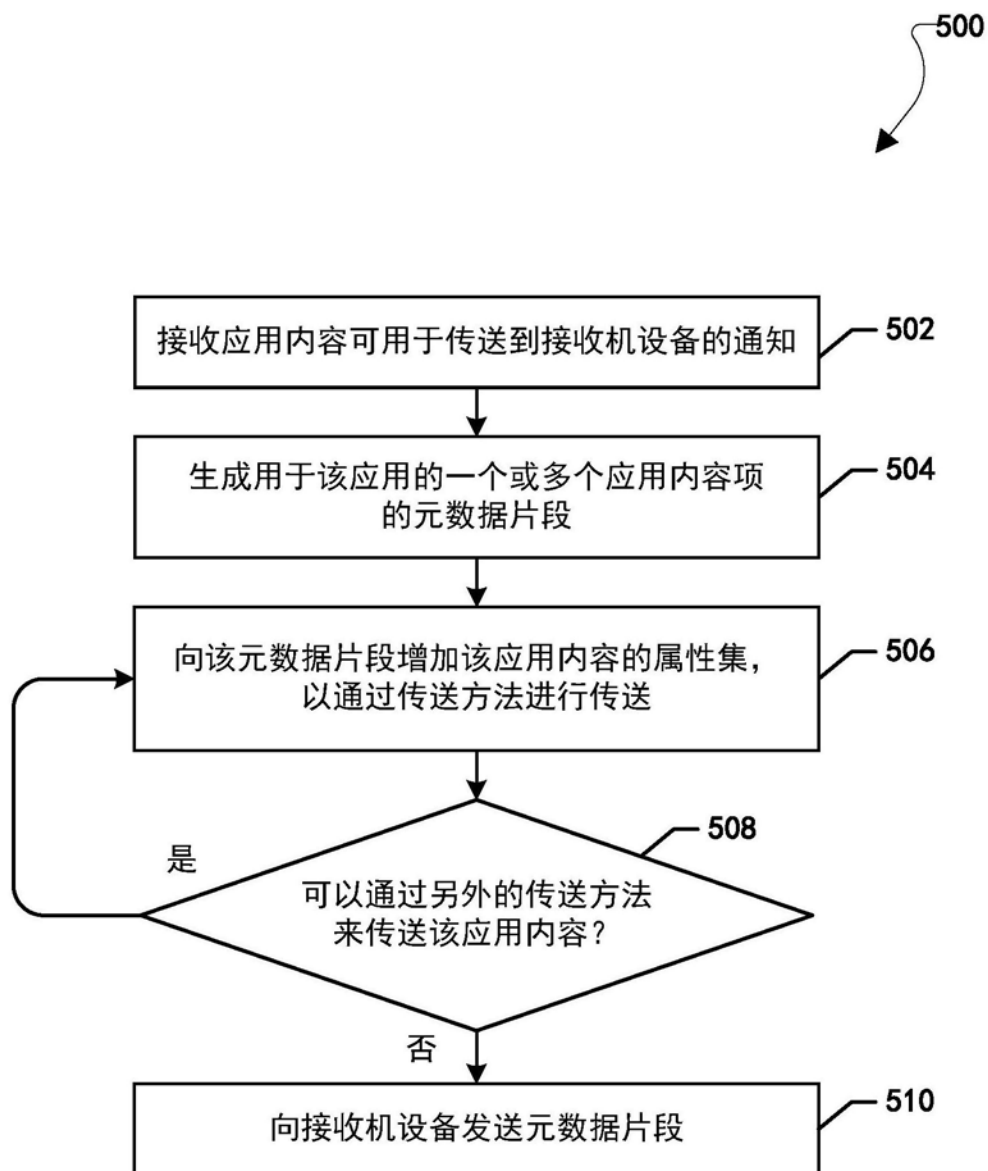 500
接收应用内容可用于传送到接收机设备的通知
502
生成用于该应用的一个或多个应用内容项
的元数据片段
504
向该元数据片段增加该应用内容的属性集，
以通过传送方法进行传送
506
508
是
可以通过另外的传送方法
来传送该应用内容？
否
向接收机设备发送元数据片段
510